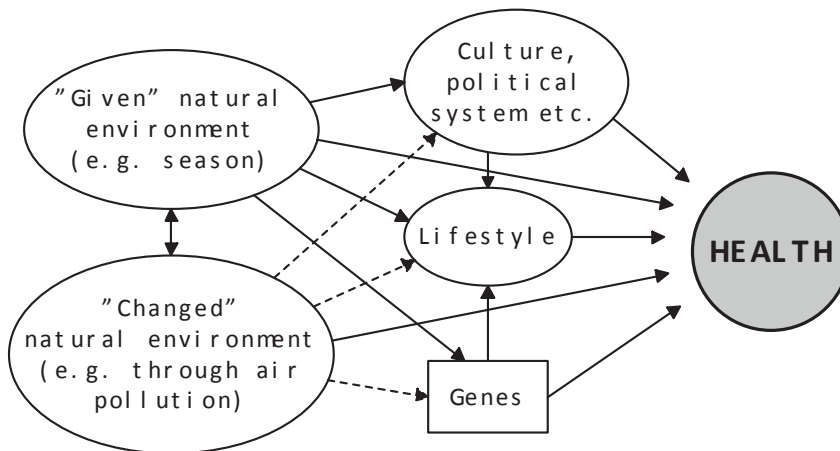 Culture,
political
system etc.
"Given" natural
environment
(e.g. season)
Lifestyle
HEALTH
"Changed"
natural environment
(e.g. through air
pollution)
Genes